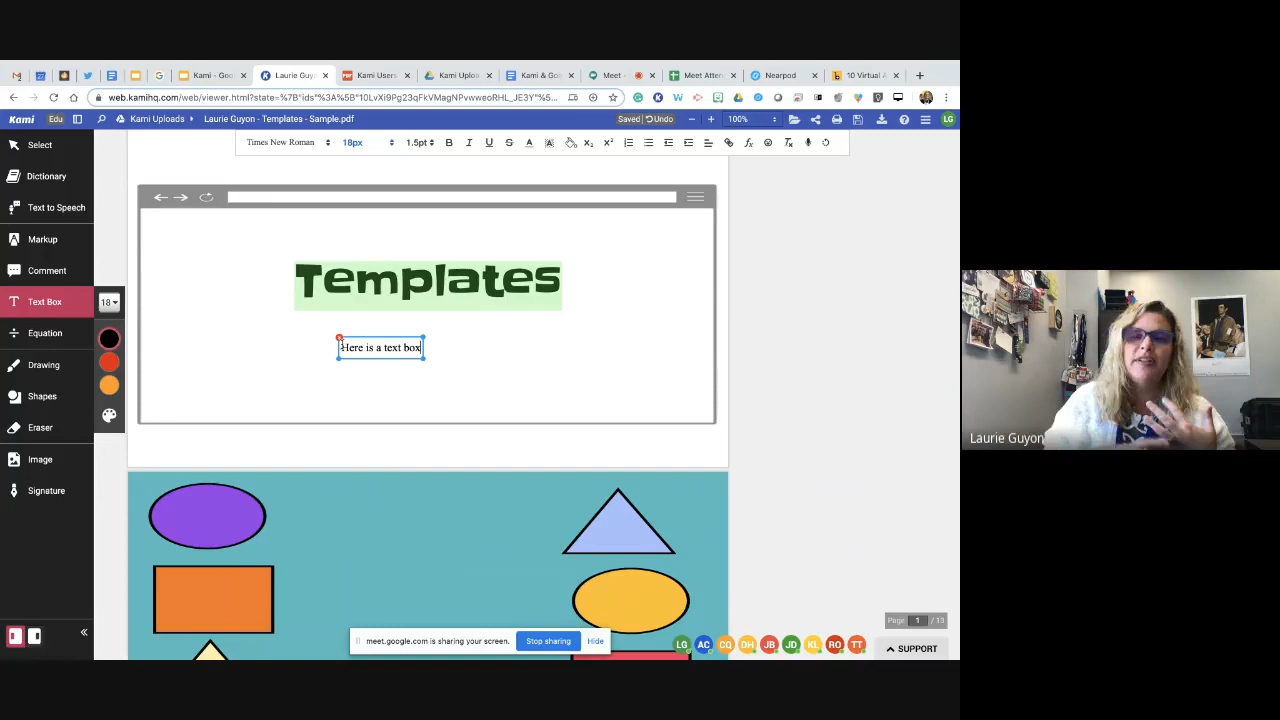 Kami - Goo
Laurie Guyo
Kami Users
Kami Uploa
Kami & Goo
Meet -
Meet Atten
Nearpod
10 Virtual A
web.kamihq.com/web/viewer.html?state=%7B"ids"%3A%5B"10LvXi9Pg23qFkVMagNPvwweoRHL_JE3Y"%5...
Kami Edu Kami Uploads Laurie Guyon - Templates - Sample.pdf Saved Undo 100% LG
Times New Roman 18px 1.5pt B I U S A
Select
Dictionary
Text to Speech
Markup
Comment
Text Box
18
Equation
Drawing
Shapes
Eraser
Image
Signature
Templates
Here is a text box
Laurie Guyon
Page 1 / 33
meet.google.com is sharing your screen. Stop sharing Hide
LG AC CQ DH JB JD KL RO TT
SUPPORT